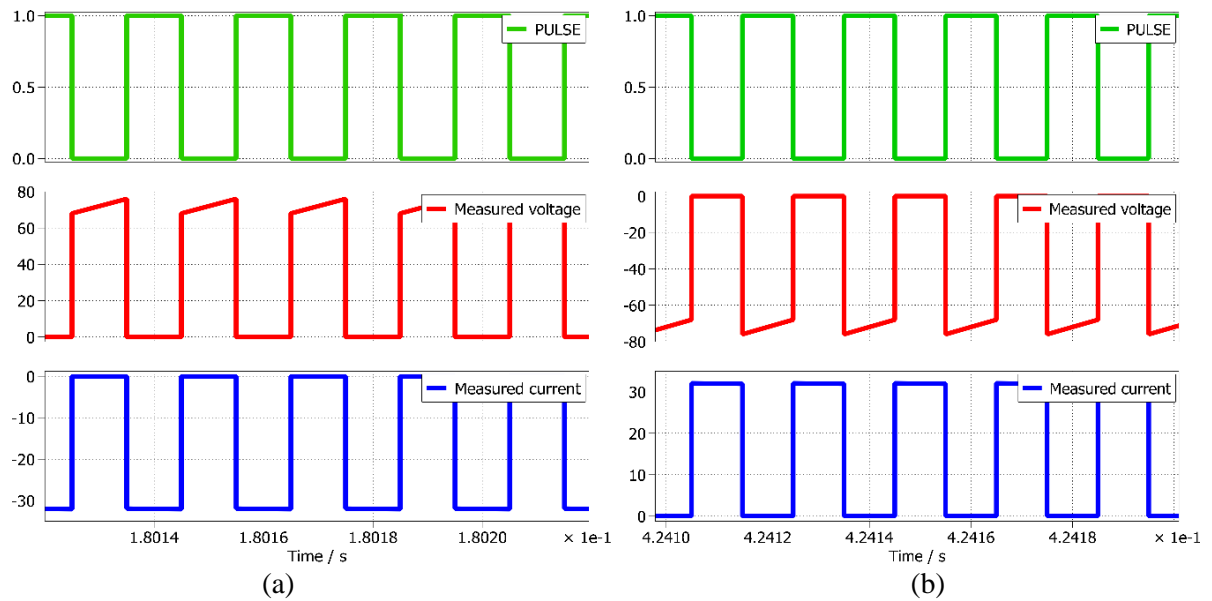 1.0
0.5
0.0
PULSE
80
60
40
20
0
Measured voltage
0
-10
-20
-30
Measured current
1.8014 1.8016 1.8018 1.8020 × 1e-1
Time / s
(a)
1.0
0.5
0.0
PULSE
0
-20
-40
-60
-80
Measured voltage
30
20
10
0
Measured current
4.2410 4.2412 4.2414 4.2416 4.2418 × 1e-1
Time / s
(b)